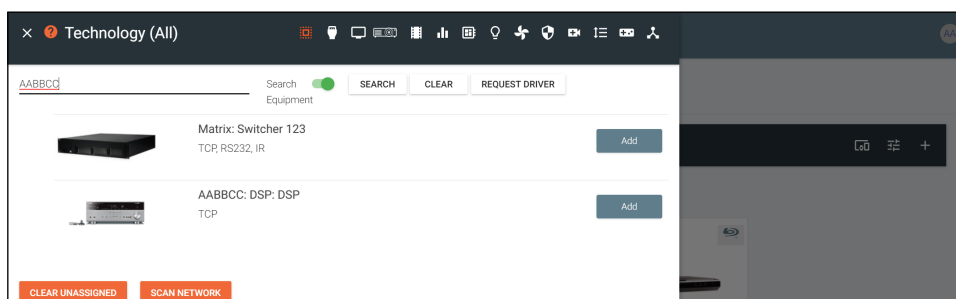 × ? Technology (All)
AA
AABBCC
Search
Equipment
SEARCH
CLEAR
REQUEST DRIVER
Matrix: Switcher 123
TCP, RS232, IR
Add
AABBCC: DSP: DSP
TCP
Add
CLEAR UNASSIGNED
SCAN NETWORK